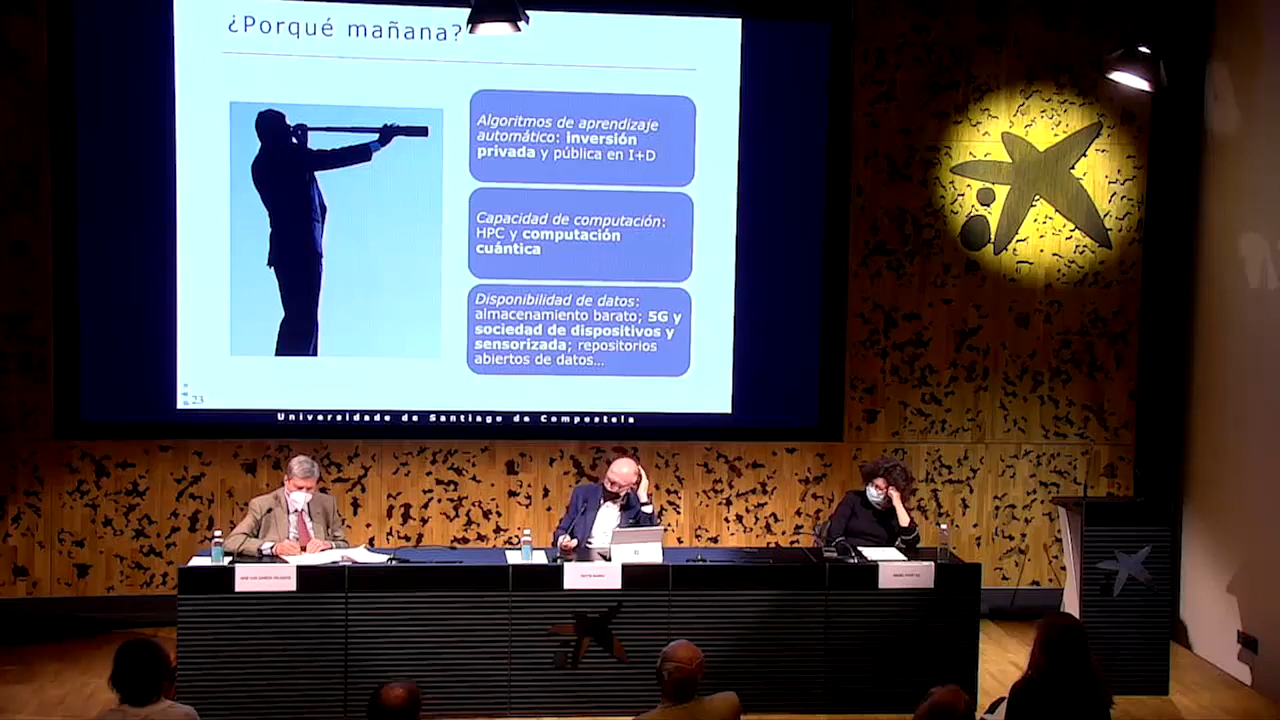 ¿Porqué mañana?
Algoritmos de aprendizaje
automático: inversión
privada y pública en I+D
Capacidad de computación:
HPC y computación
cuántica
Disponibilidad de datos:
almacenamiento barato; 5G y
sociedad de dispositivos y
sensorizada; repositorios
abiertos de datos...
23
Universidade de Santiago de Compostela